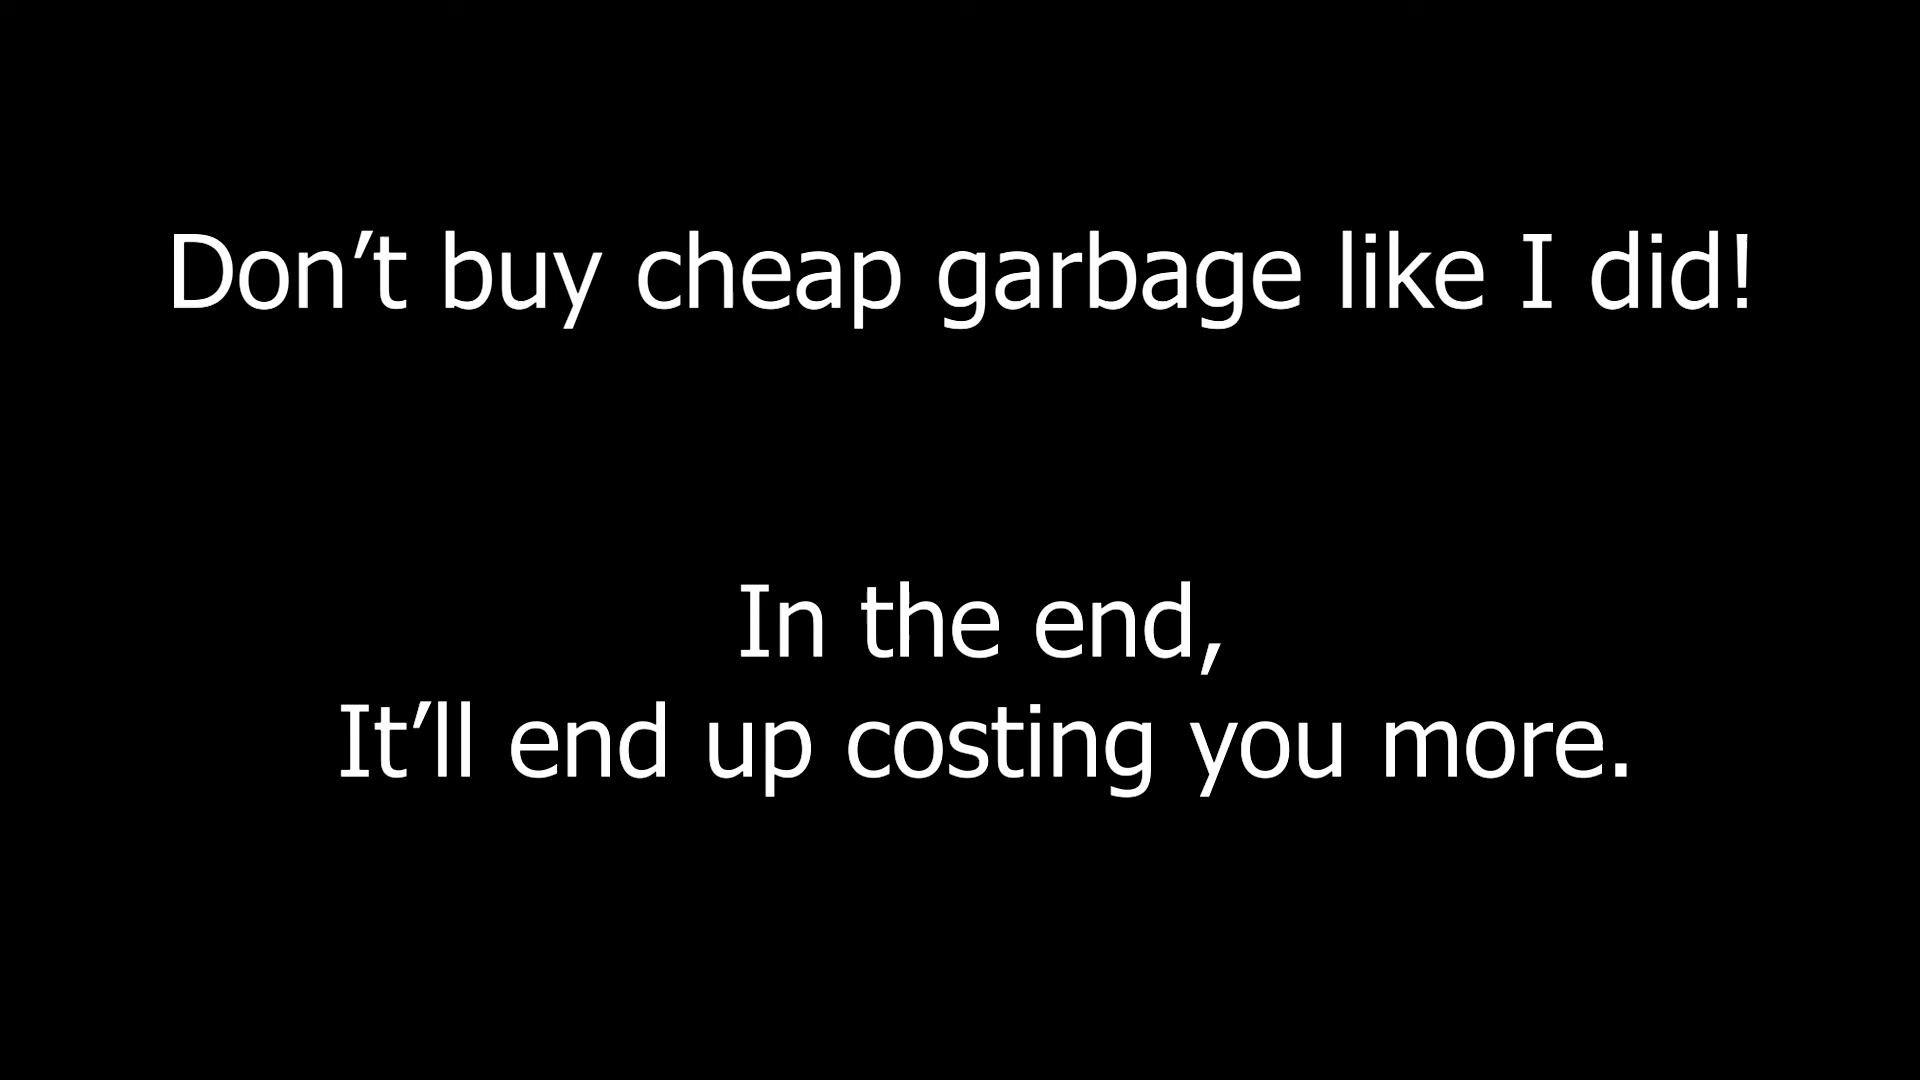 Don’t buy cheap garbage like I did!
In the end,
It’ll end up costing you more.